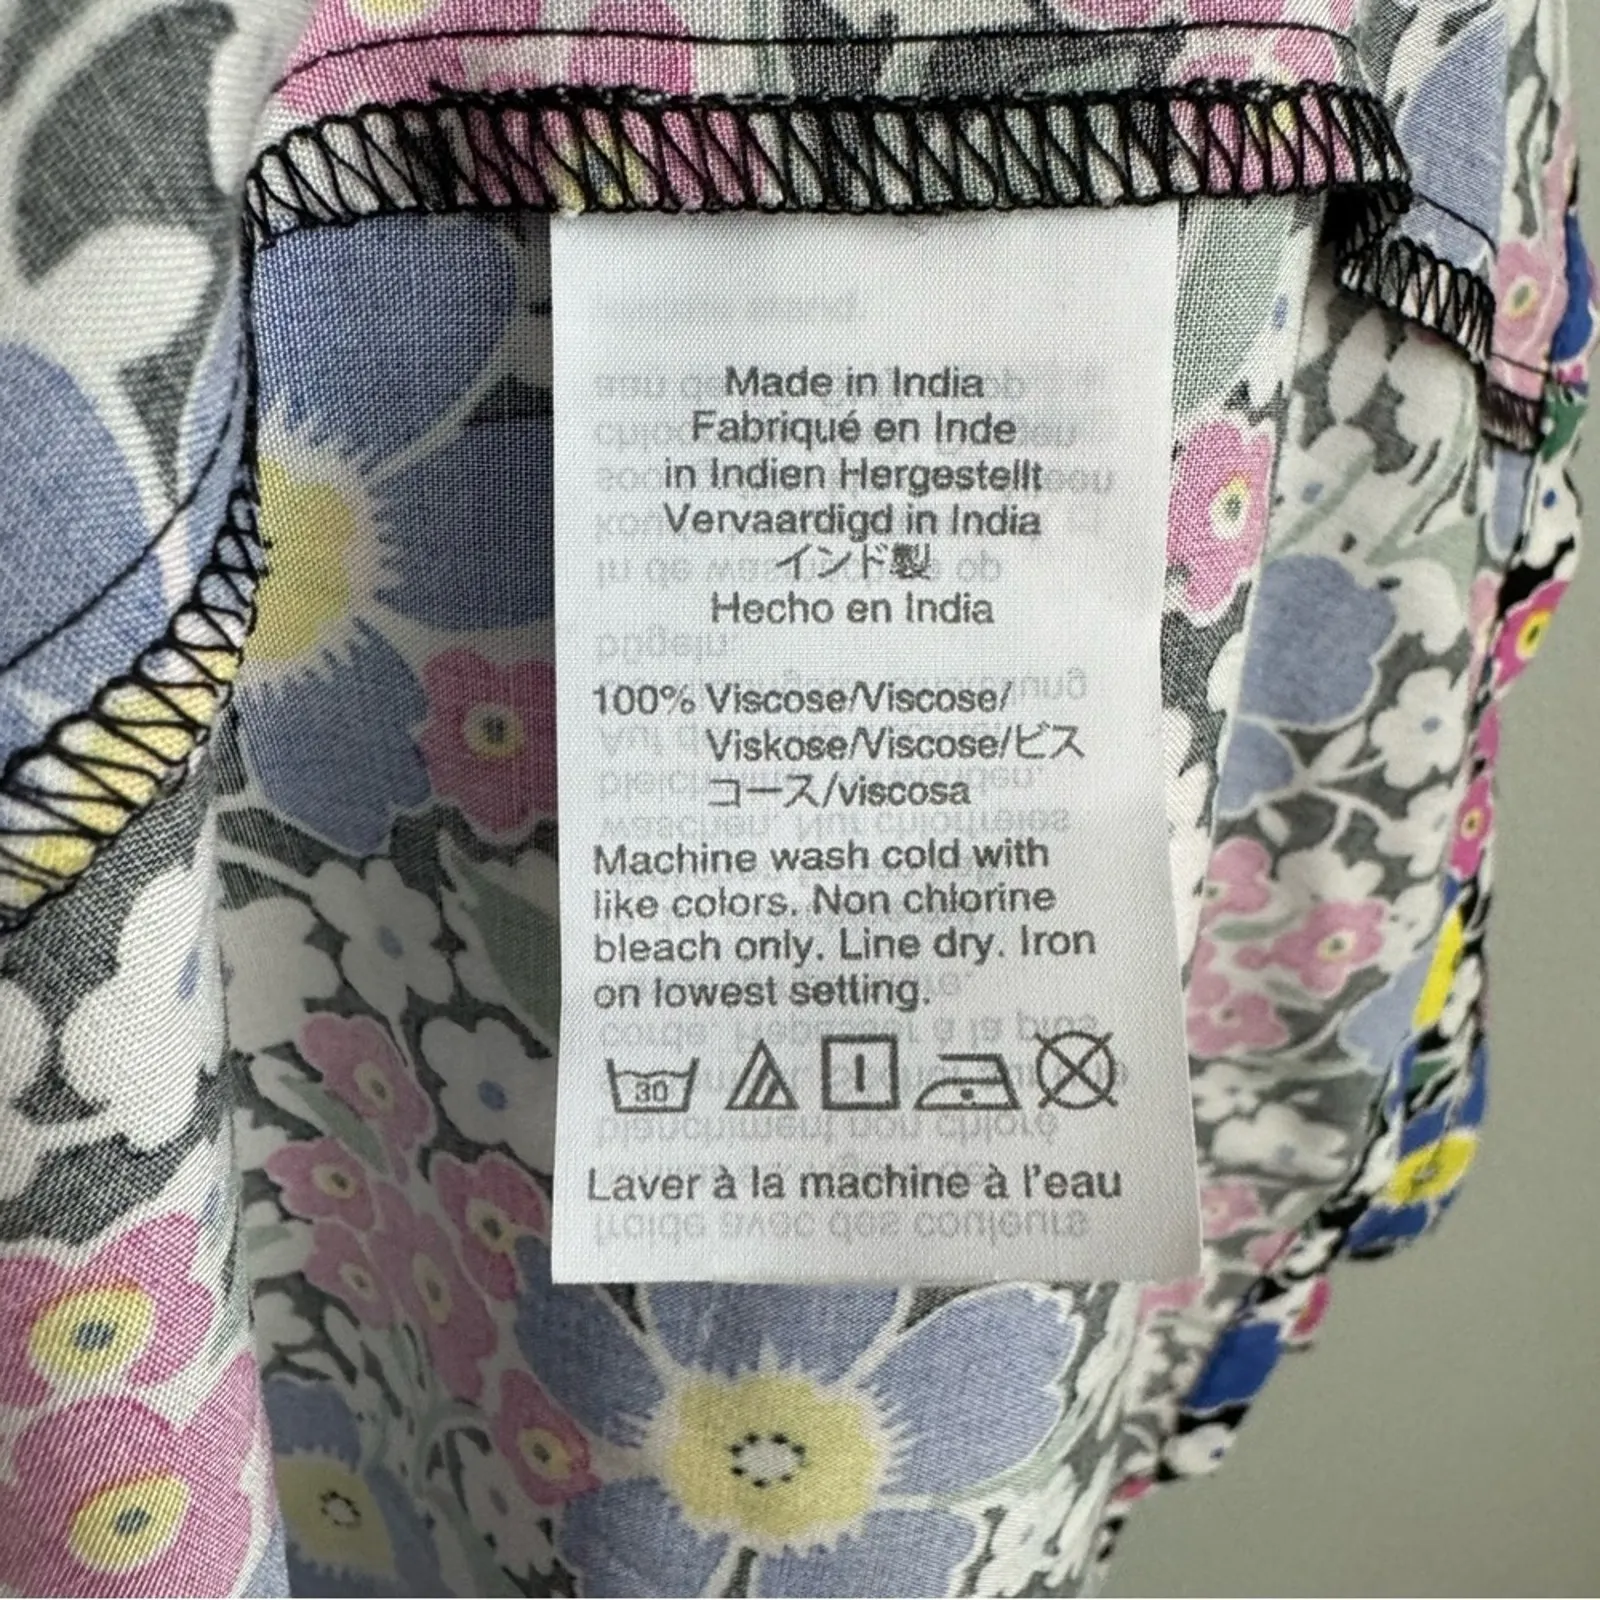 Made in India
Fabriqué en Inde
in Indien Hergestellt
Vervaardigd in India
インド製
Hecho en India
100% Viscose/Viscose/
Viskose/Viscose/ビス
コース/viscosa
Machine wash cold with
like colors. Non chlorine
bleach only. Line dry. Iron
on lowest setting.
30
Laver à la machine à l'eau